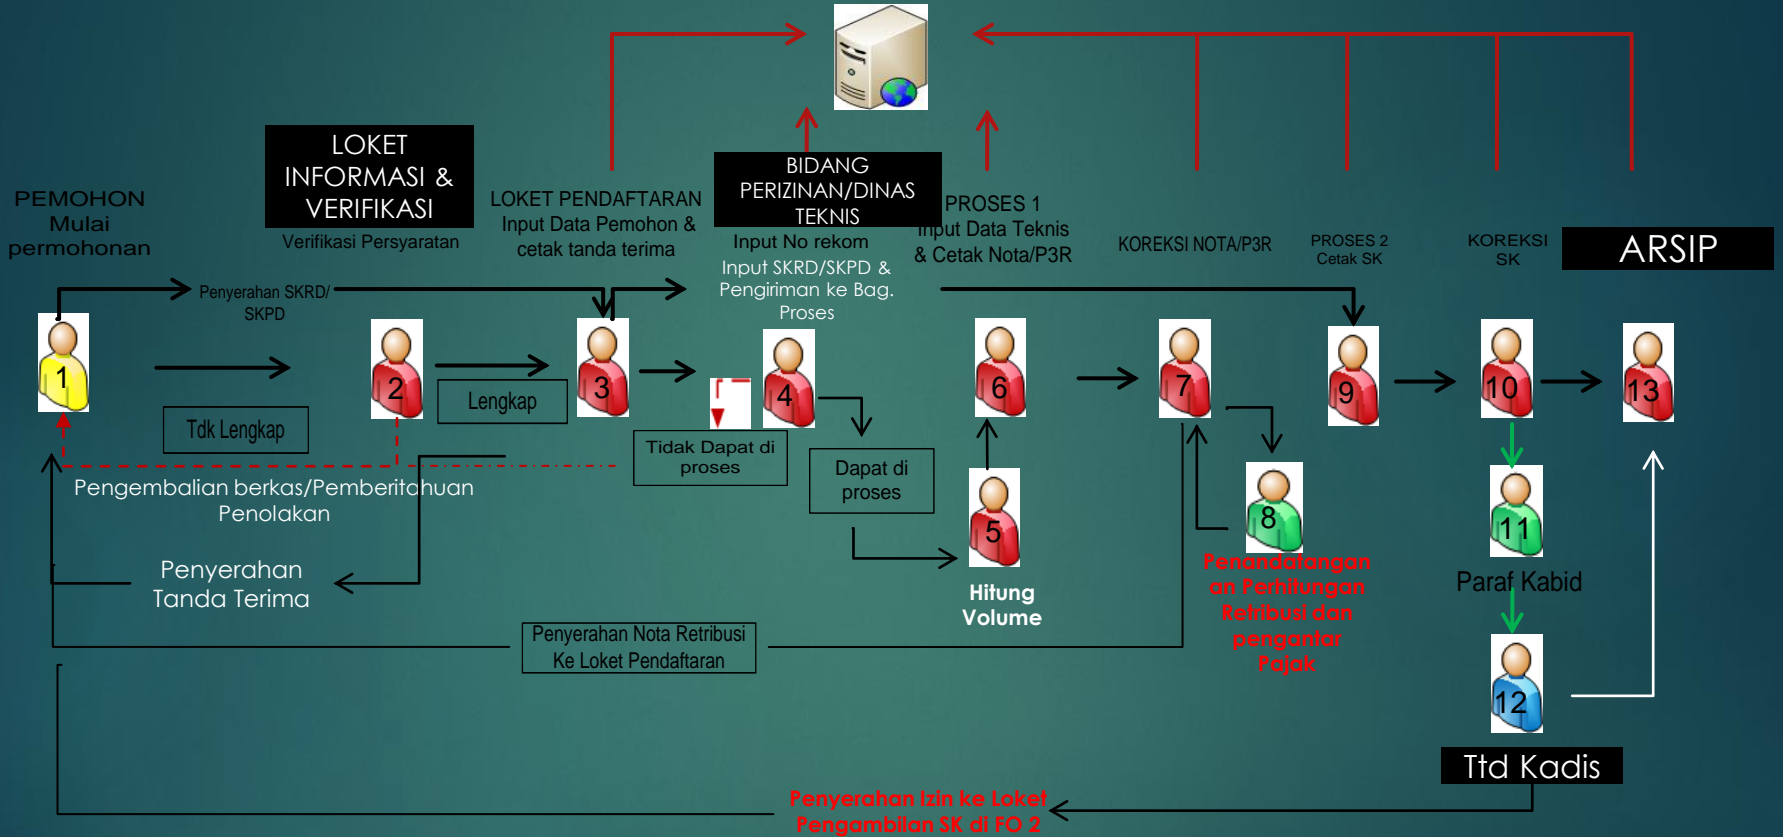 LOKET
INFORMASI &
VERIFIKASI
Verifikasi Persyaratan
PEMOHON
Mulai
permohonan
LOKET PENDAFTARAN
Input Data Pemohon &
cetak tanda terima
BIDANG
PERIZINAN/DINAS
TEKNIS
Input No rekom
Input SKRD/SKPD &
Pengiriman ke Bag.
Proses
PROSES 1
Input Data Teknis
& Cetak Nota/P3R
KOREKSI NOTA/P3R
PROSES 2
Cetak SK
KOREKSI
SK
ARSIP
Penyerahan SKRD/
SKPD
1
2
3
4
6
7
9
10
13
Tdk Lengkap
Lengkap
Tidak Dapat di
proses
Dapat di
proses
Pengembalian berkas/Pemberitahuan
Penolakan
5
8
11
Hitung
Volume
Penandatangan
an Perhitungan
Retribusi dan
pengantar
Pajak
Paraf Kabid
Penyerahan
Tanda Terima
Penyerahan Nota Retribusi
Ke Loket Pendaftaran
12
Ttd Kadis
Penyerahan Izin ke Loket
Pengambilan SK di FO 2